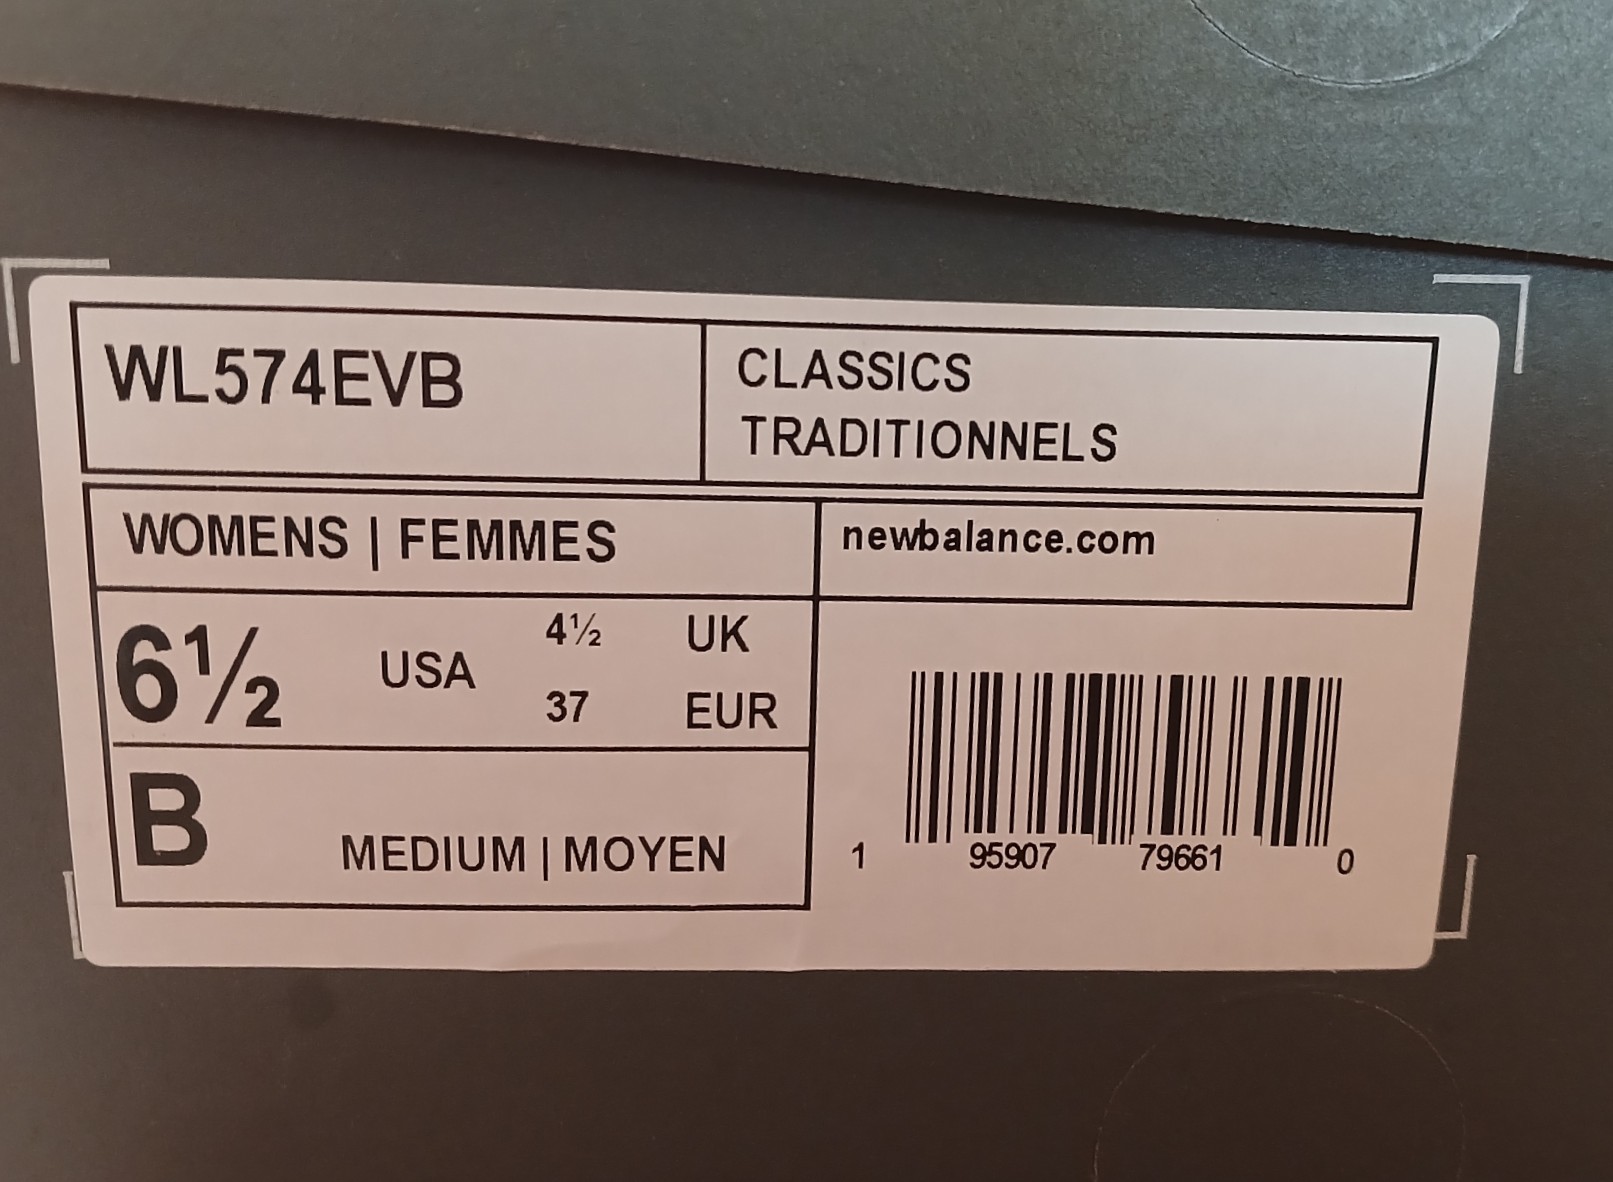 WL574EVB
CLASSICS
TRADITIONNELS
WOMENS | FEMMES
newbalance.com
6½ USA
4½ UK
37 EUR
B
MEDIUM | MOYEN
1 95907 79661 0